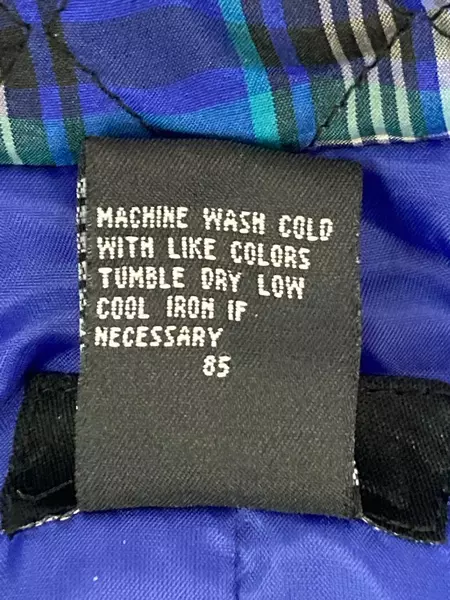 MACHINE WASH COLD
WITH LIKE COLORS
TUMBLE DRY LOW
COOL IRON IF
NECESSARY
85